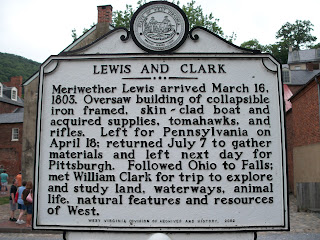 LEWIS AND CLARK
Meriwether Lewis arrived March 16,
1803. Oversaw building of collapsible
iron framed, skin-clad boat and
acquired supplies, tomahawks, and
rifles. Left for Pennsylvania on
April 18; returned July 7 to gather
materials and left next day for
Pittsburgh. Followed Ohio to Falls;
met William Clark for trip to explore
and study land, waterways, animal
life, natural features and resources
of West.
WEST VIRGINIA DIVISION OF ARCHIVES AND HISTORY, 2002